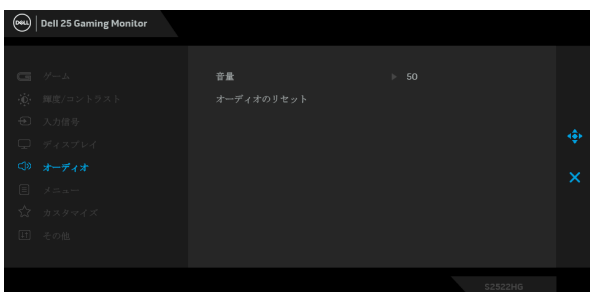 DELL
Dell 25 Gaming Monitor
ゲーム
輝度/コントラスト
入力信号
ディスプレイ
オーディオ
メニュー
カスタマイズ
その他
音量 50
オーディオのリセット
S2522HG